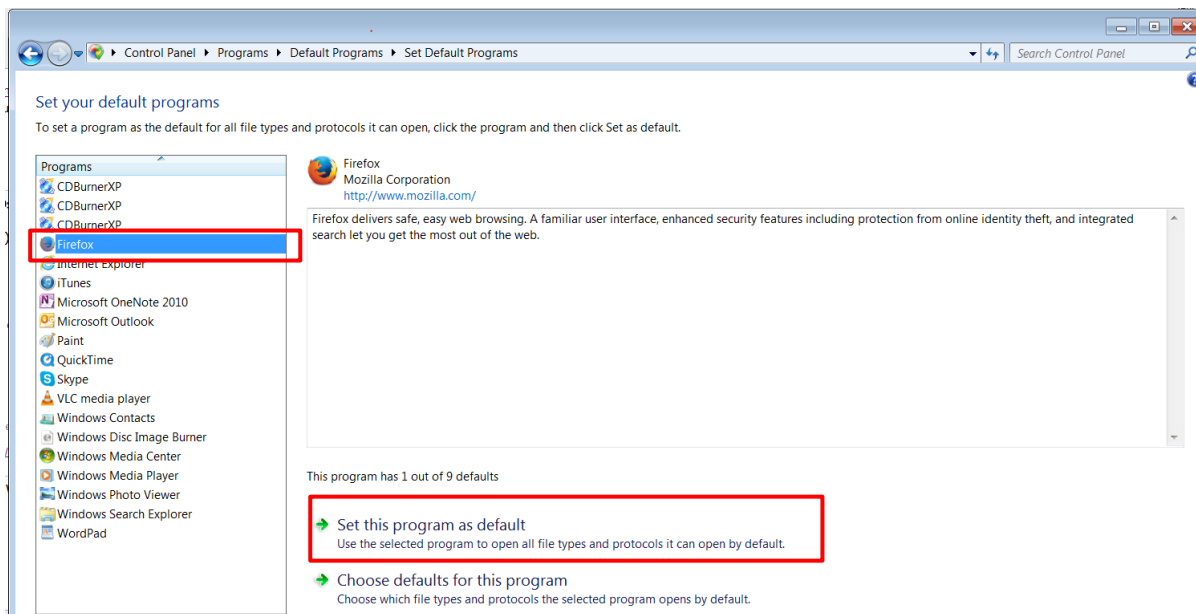 Control Panel Programs Default Programs Set Default Programs
Search Control Panel
Set your default programs
To set a program as the default for all file types and protocols it can open, click the program and then click Set as default.
Programs
CDBurnerXP
CDBurnerXP
CDBurnerXP
Firefox
Internet Explorer
iTunes
Microsoft OneNote 2010
Microsoft Outlook
Paint
QuickTime
Skype
VLC media player
Windows Contacts
Windows Disc Image Burner
Windows Media Center
Windows Media Player
Windows Photo Viewer
Windows Search Explorer
WordPad
Firefox
Mozilla Corporation
http://www.mozilla.com/
Firefox delivers safe, easy web browsing. A familiar user interface, enhanced security features including protection from online identity theft, and integrated
search let you get the most out of the web.
This program has 1 out of 9 defaults
Set this program as default
Use the selected program to open all file types and protocols it can open by default.
Choose defaults for this program
Choose which file types and protocols the selected program opens by default.